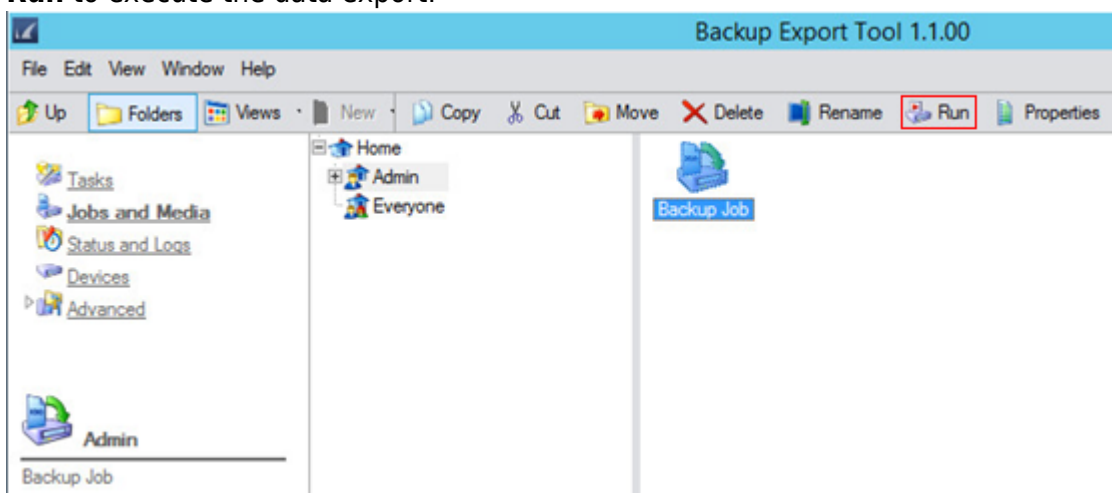 Run to execute the data export.
Backup Export Tool 1.1.00
File Edit View Window Help
Up Folders Views New Copy Cut Move Delete Rename Run Properties
Home
Admin
Everyone
Tasks
Jobs and Media
Status and Logs
Devices
Advanced
Backup Job
Admin
Backup Job